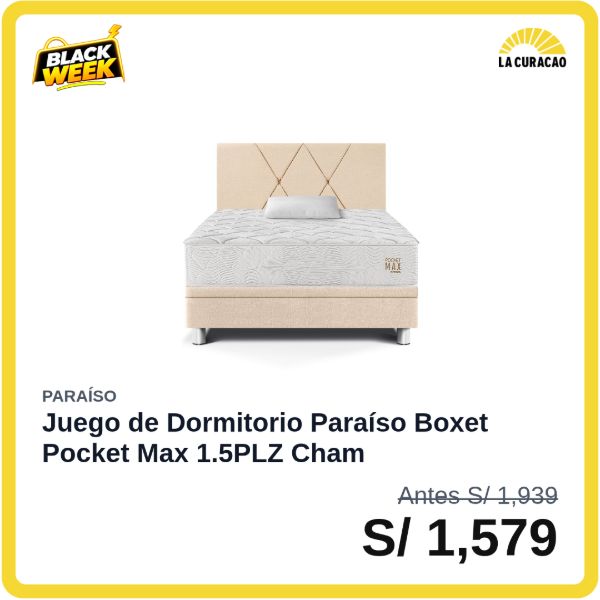 BLACK
WEEK
LA CURACAO
POCKET
MAX
PARAÍSO
Juego de Dormitorio Paraíso Boxet
Pocket Max 1.5PLZ Cham
Antes S/ 1,939
S/ 1,579